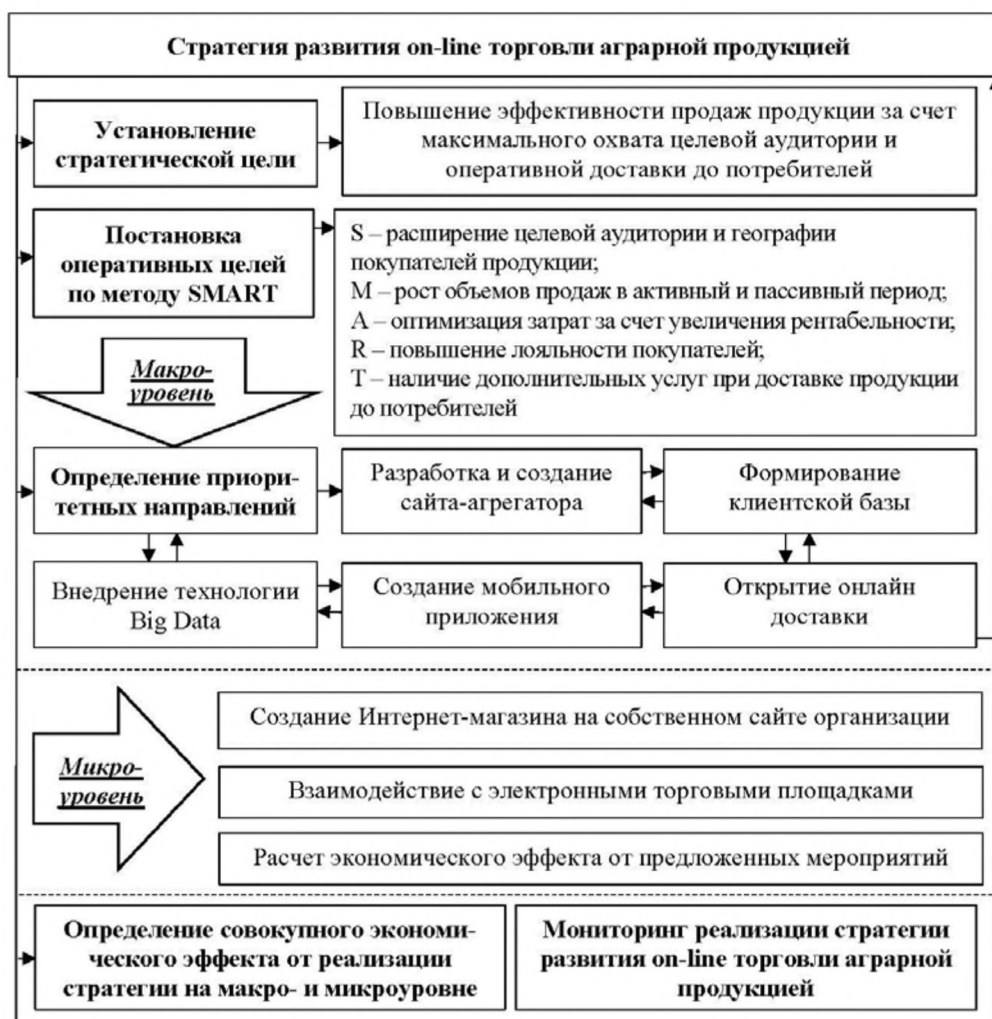 Стратегия развития on-line торговли аграрной продукцией
Установление
стратегической цели
Повышение эффективности продаж продукции за счет
максимального охвата целевой аудитории и
оперативной доставки до потребителей
Постановка
оперативных целей
по методу SMART
S – расширение целевой аудитории и географии
покупателей продукции;
M – рост объемов продаж в активный и пассивный период;
A – оптимизация затрат за счет увеличения рентабельности;
R – повышение лояльности покупателей;
T – наличие дополнительных услуг при доставке продукции
до потребителей
Макро-
уровень
Определение приори-
тетных направлений
Разработка и создание
сайта-агрегатора
Формирование
клиентской базы
Внедрение технологии
Big Data
Создание мобильного
приложения
Открытие онлайн
доставки
Микро-
уровень
Создание Интернет-магазина на собственном сайте организации
Взаимодействие с электронными торговыми площадками
Расчет экономического эффекта от предложенных мероприятий
Определение совокупного экономи-
ческого эффекта от реализации
стратегии на макро- и микроуровне
Мониторинг реализации стратегии
развития on-line торговли аграрной
продукцией